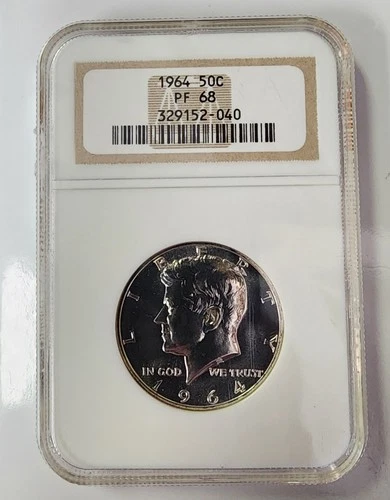 1964 50C
PF 68
329152-040
LIBERTY
IN GOD WE TRUST
1964